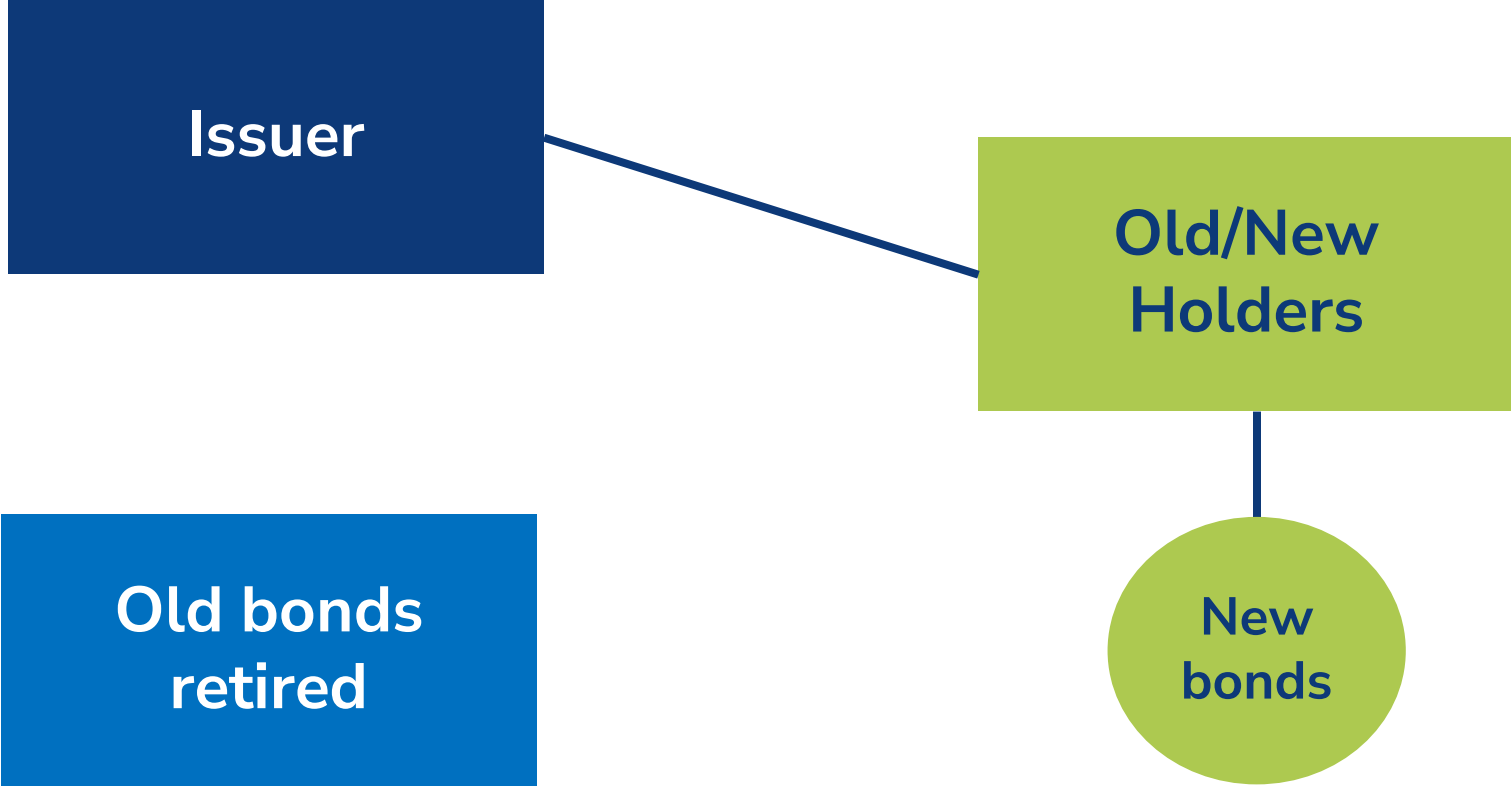 Issuer
Old/New
Holders
Old bonds
retired
New
bonds